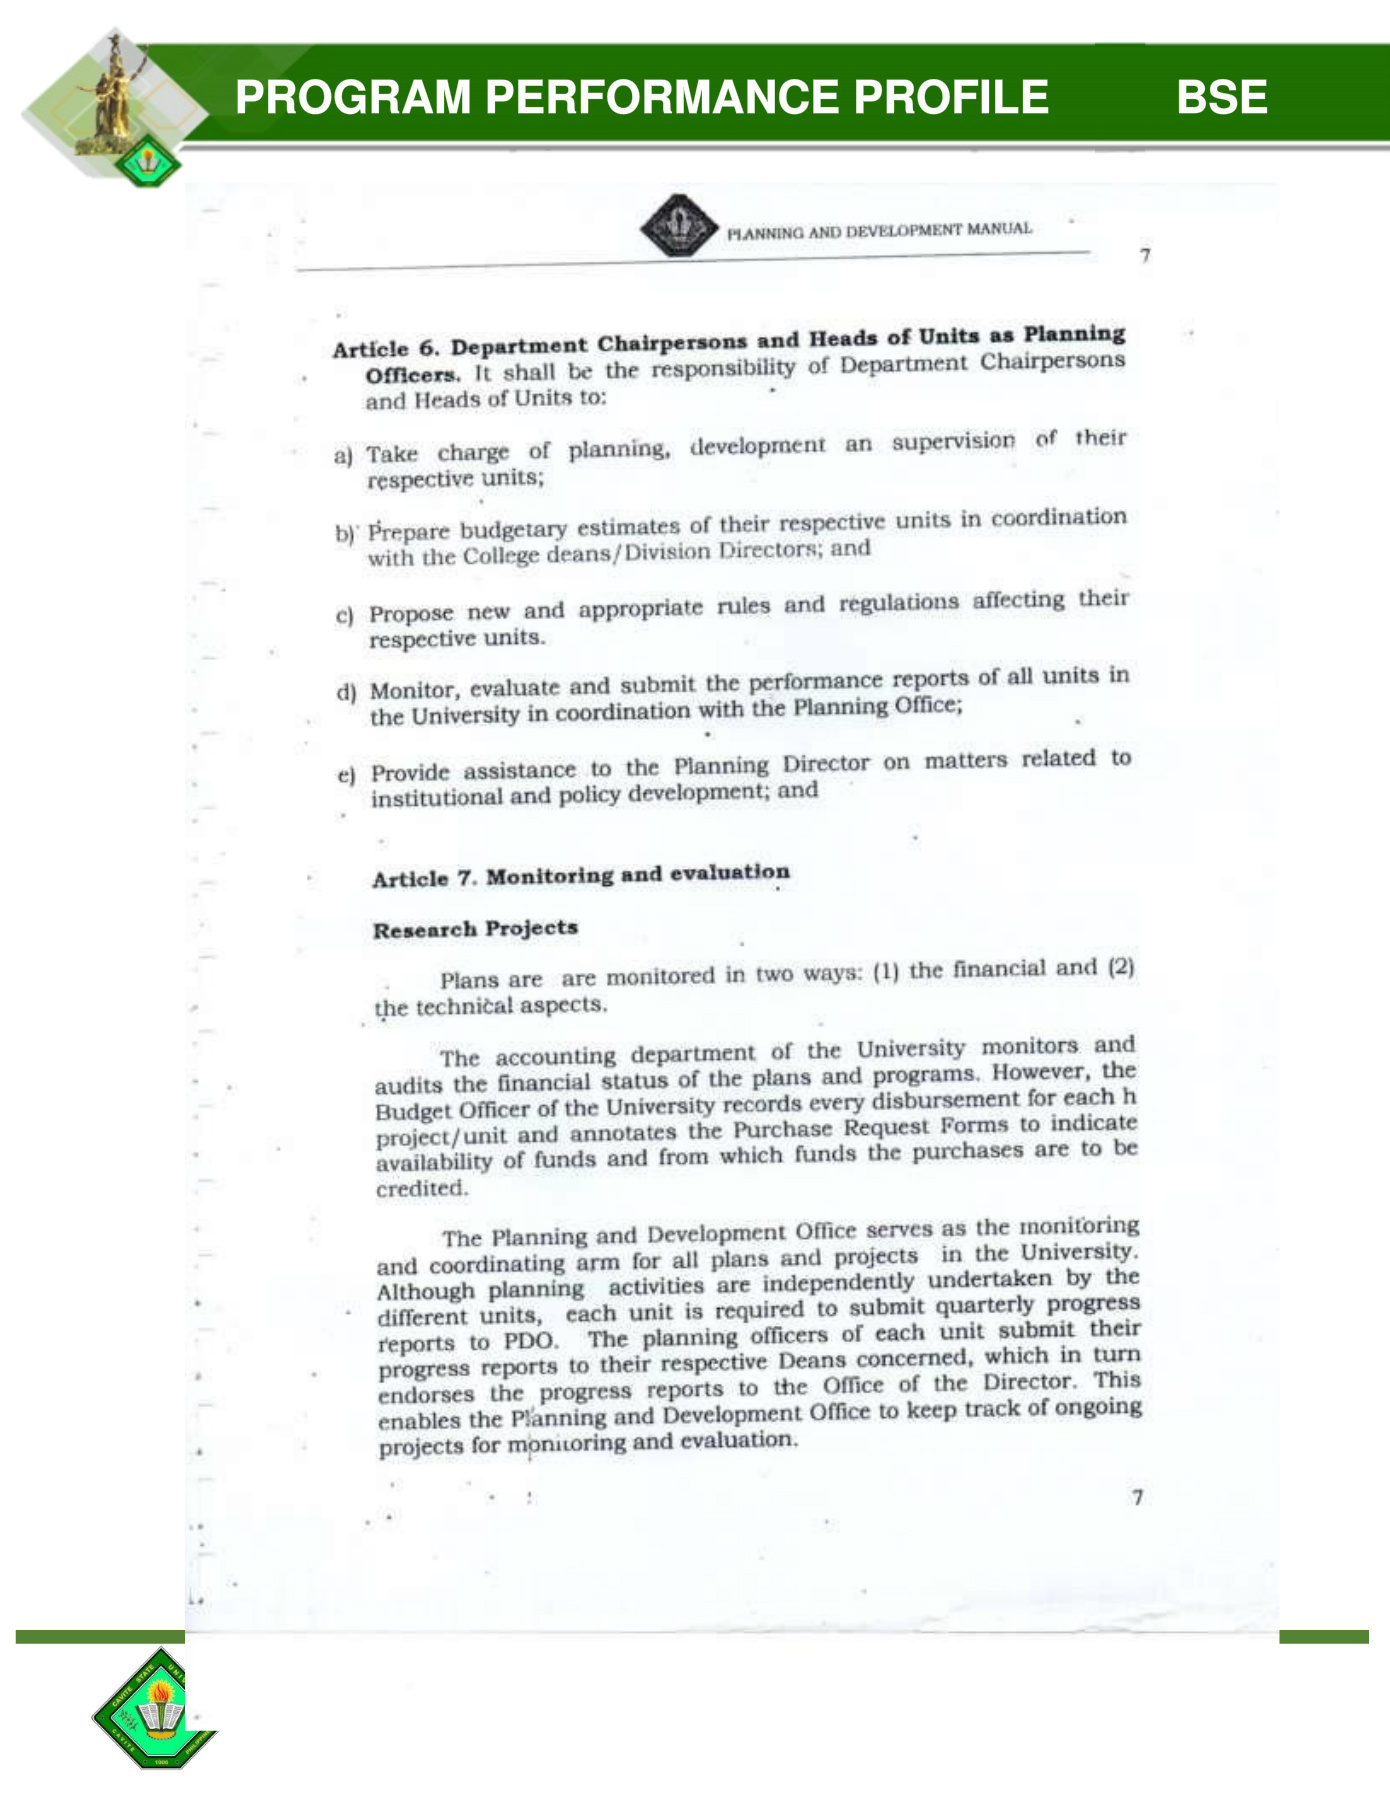 PROGRAM PERFORMANCE PROFILE BSE
PLANNING AND DEVELOPMENT MANUAL
7
Article 6. Department Chairpersons and Heads of Units as Planning
Officers. It shall be the responsibility of Department Chairpersons
and Heads of Units to:
a) Take charge of planning, development an supervision of their
respective units;
b) Prepare budgetary estimates of their respective units in coordination
with the College deans/Division Directors; and
c) Propose new and appropriate rules and regulations affecting their
respective units.
d) Monitor, evaluate and submit the performance reports of all units in
the University in coordination with the Planning Office;
e) Provide assistance to the Planning Director on matters related to
institutional and policy development; and
Article 7. Monitoring and evaluation
Research Projects
Plans are are monitored in two ways: (1) the financial and (2)
the technical aspects.
The accounting department of the University monitors and
audits the financial status of the plans and programs. However, the
Budget Officer of the University records every disbursement for each h
project/unit and annotates the Purchase Request Forms to indicate
availability of funds and from which funds the purchases are to be
credited.
The Planning and Development Office serves as the monitoring
and coordinating arm for all plans and projects in the University.
Although planning activities are independently undertaken by the
different units, each unit is required to submit quarterly progress
reports to PDO. The planning officers of each unit submit their
progress reports to their respective Deans concerned, which in turn
endorses the progress reports to the Office of the Director. This
enables the Planning and Development Office to keep track of ongoing
projects for monitoring and evaluation.
7
CAVITE STATE
CAVITE
1906